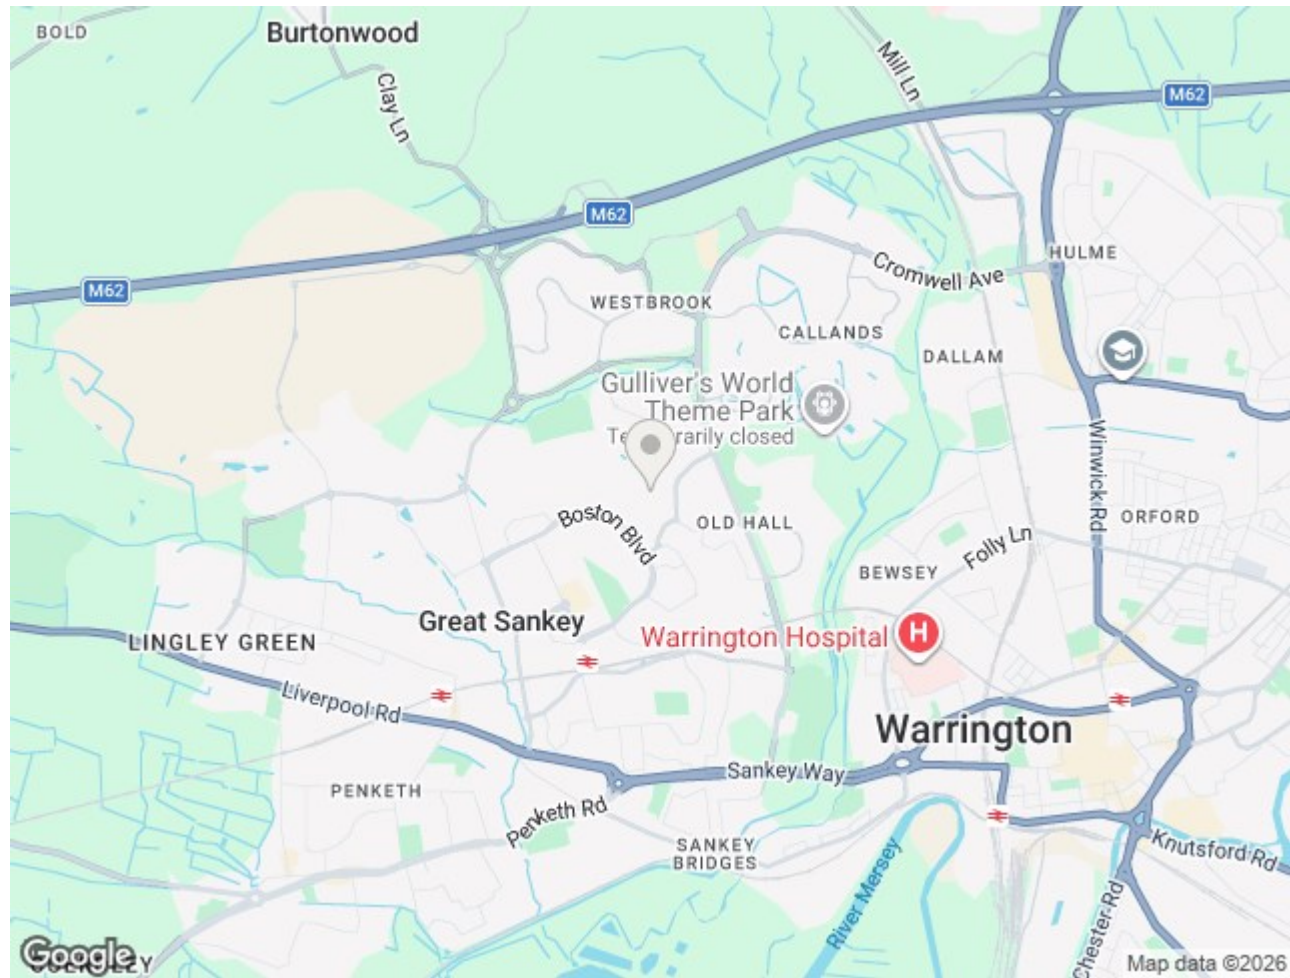 BOLD
Burtonwood
Mill Ln
Clay Ln
M62
M62
M62
HULME
Cromwell Ave
WESTBROOK
CALLANDS
DALLAM
Gulliver's World
Theme Park
closed
Winwick Rd
Boston Blvd
OLD HALL
ORFORD
Folly Ln
BEWSEY
Great Sankey
Warrington Hospital
H
LINGLEY GREEN
Liverpool Rd
Warrington
Sankey Way
PENKETH
Penketh Rd
SANKEY
BRIDGES
Knutsford Rd
River Mersey
Chester Rd
Google
Map data ©2026